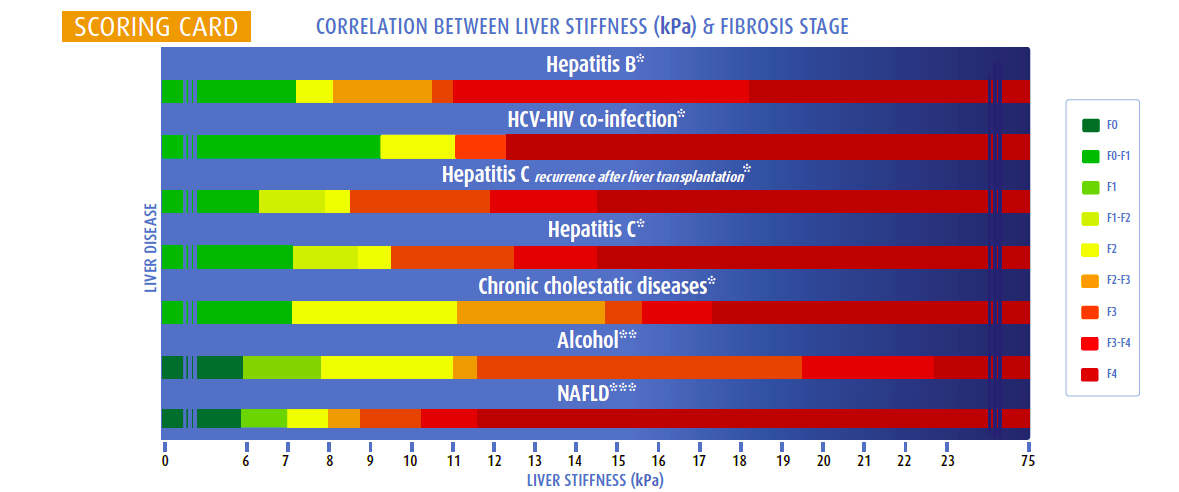 SCORING CARD
CORRELATION BETWEEN LIVER STIFFNESS (kPa) & FIBROSIS STAGE
Hepatitis B*
HCV-HIV co-infection*
Hepatitis C recurrence after liver transplantation*
Hepatitis C*
Chronic cholestatic diseases*
Alcohol**
NAFLD***
LIVER DISEASE
0 6 7 8 9 10 11 12 13 14 15 16 17 18 19 20 21 22 23 75
LIVER STIFFNESS (kPa)
F0
F0-F1
F1
F1-F2
F2
F2-F3
F3
F3-F4
F4